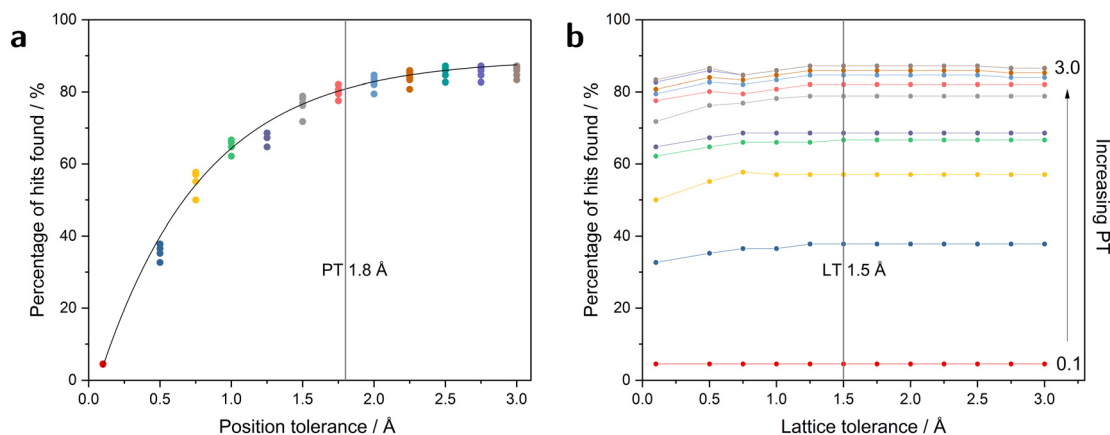 a
Percentage of hits found / %
100
80
60
40
20
0
PT 1.8 Å
0.0 0.5 1.0 1.5 2.0 2.5 3.0
Position tolerance / Å
b
Percentage of hits found / %
100
80
60
40
20
0
LT 1.5 Å
3.0
Increasing PT
0.1
0.0 0.5 1.0 1.5 2.0 2.5 3.0
Lattice tolerance / Å